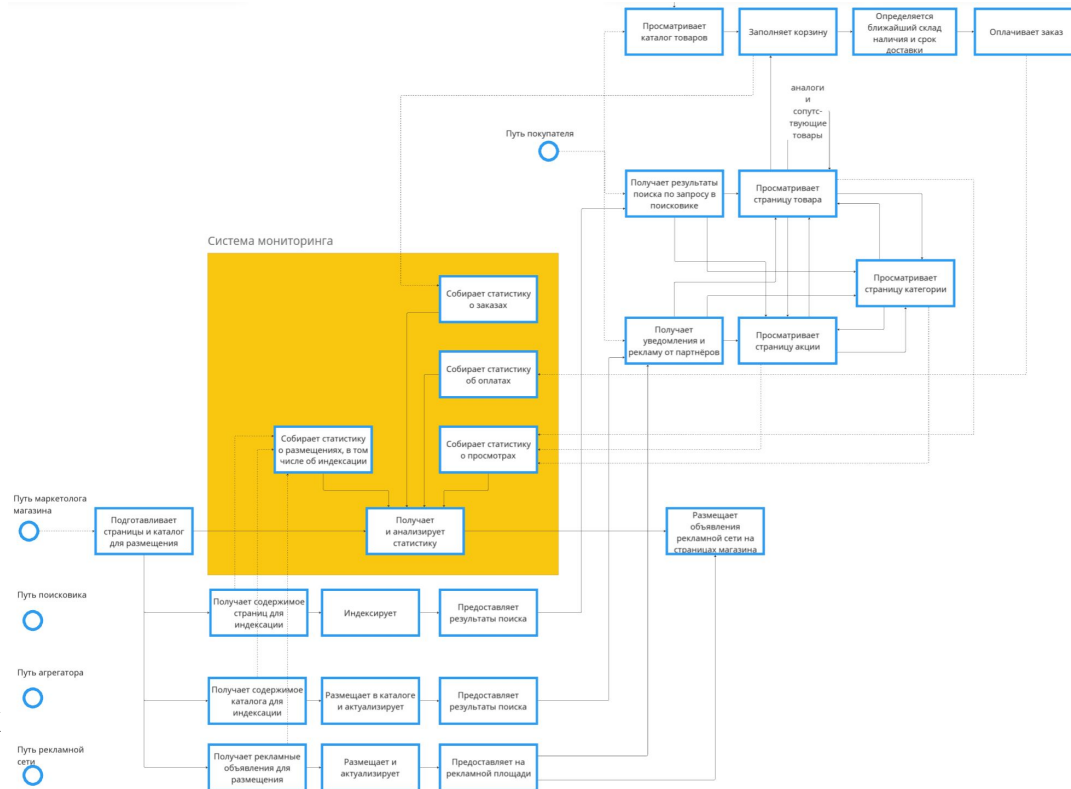 Просматривает
каталог товаров
Заполняет корзину
Определяется
ближайший склад
наличия и срок
доставки
Оплачивает заказ
аналоги
и
сопутс-
твующие
товары
Путь покупателя
Получает результаты
поиска по запросу в
поисковике
Просматривает
страницу товара
Просматривает
страницу категории
Получает
уведомления и
рекламу от партнёров
Просматривает
страницу акции
Система мониторинга
Собирает статистику
о заказах
Собирает статистику
об оплатах
Собирает статистику
о размещениях, в том
числе об индексации
Собирает статистику
о просмотрах
Путь маркетолога
магазина
Подготавливает
страницы и каталог
для размещения
Получает
и анализирует
статистику
Размещает
объявления
рекламной сети на
страницах магазина
Путь поисковика
Получает содержимое
страниц для
индексации
Индексирует
Предоставляет
результаты поиска
Путь агрегатора
Получает содержимое
каталога для
индексации
Размещает в каталоге
и актуализирует
Предоставляет
результаты поиска
Путь рекламной
сети
Получает рекламные
объявления для
размещения
Размещает и
актуализирует
Предоставляет на
рекламной площади